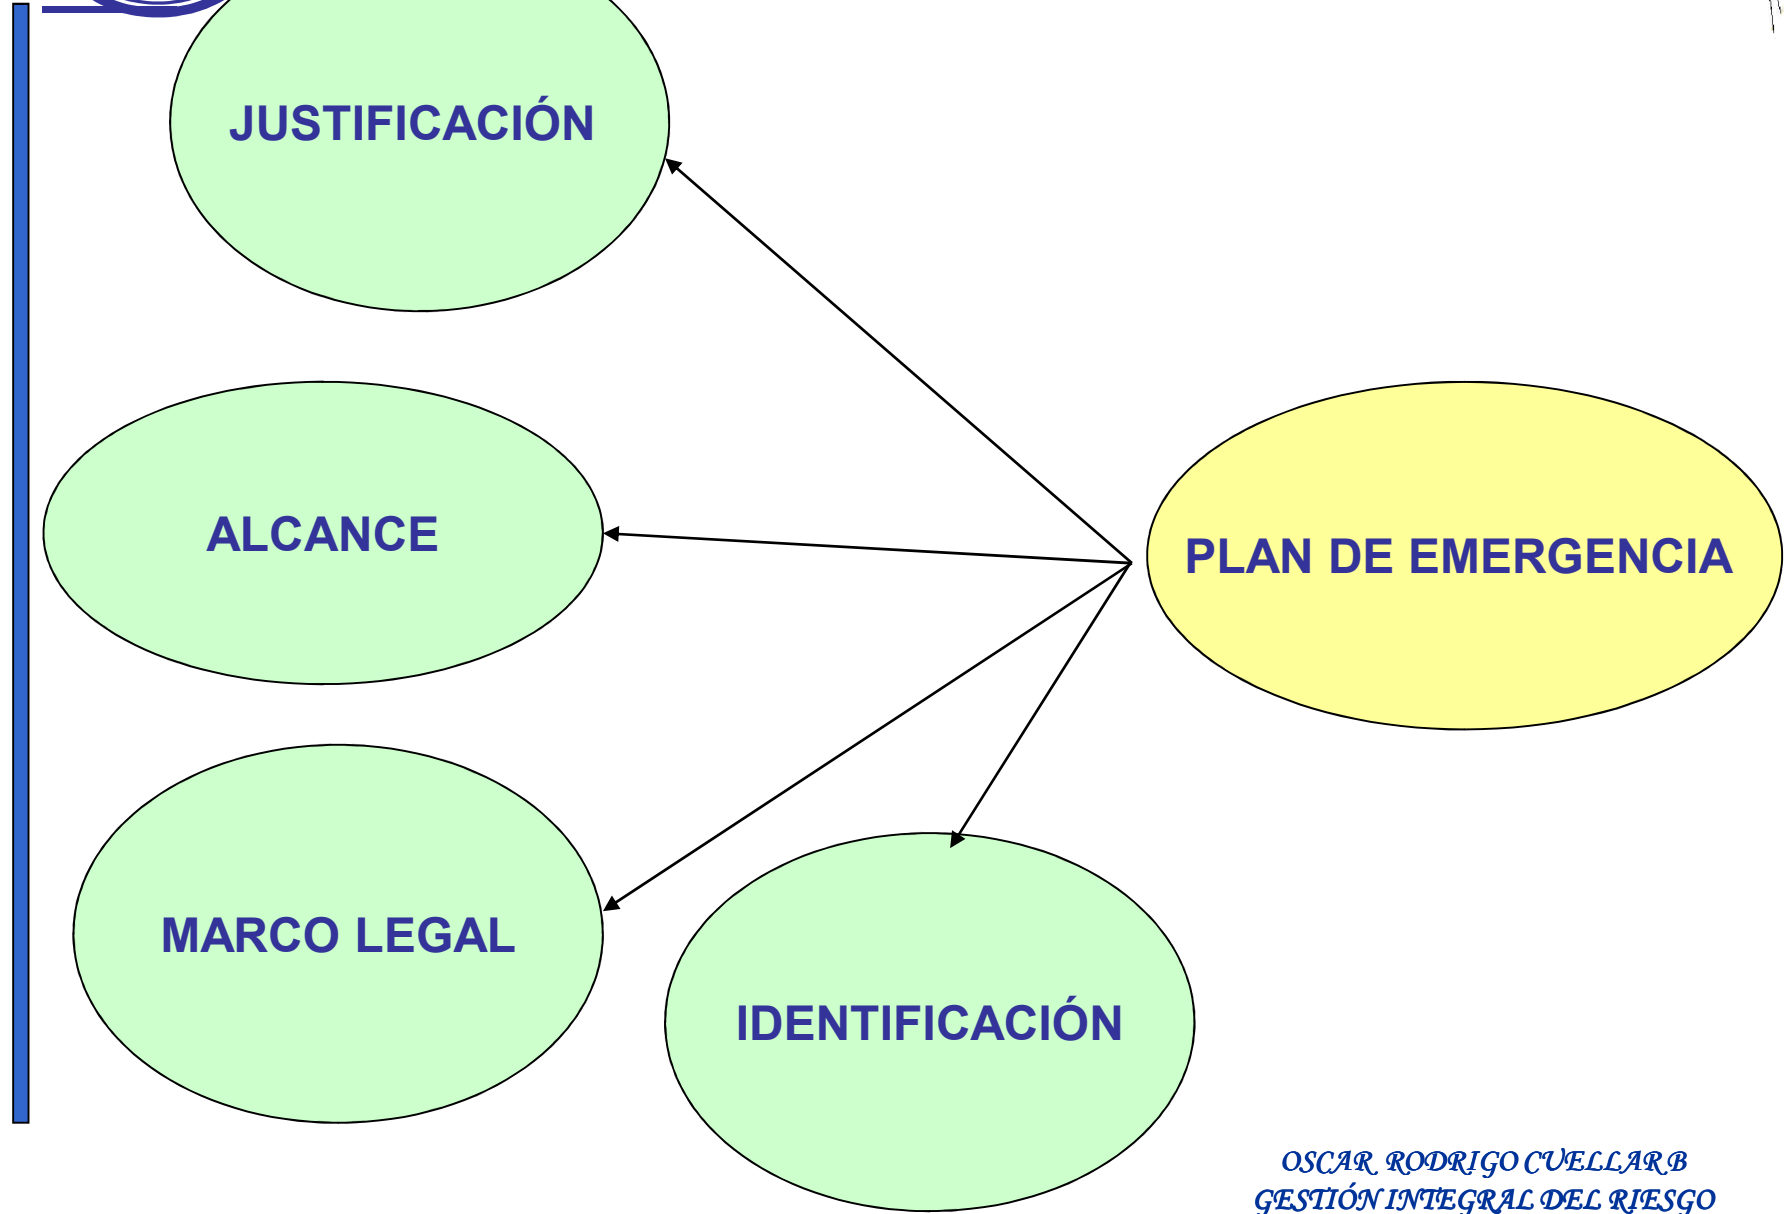 JUSTIFICACIÓN
ALCANCE
PLAN DE EMERGENCIA
MARCO LEGAL
IDENTIFICACIÓN
OSCAR RODRIGO CUELLAR B
GESTIÓN INTEGRAL DEL RIESGO